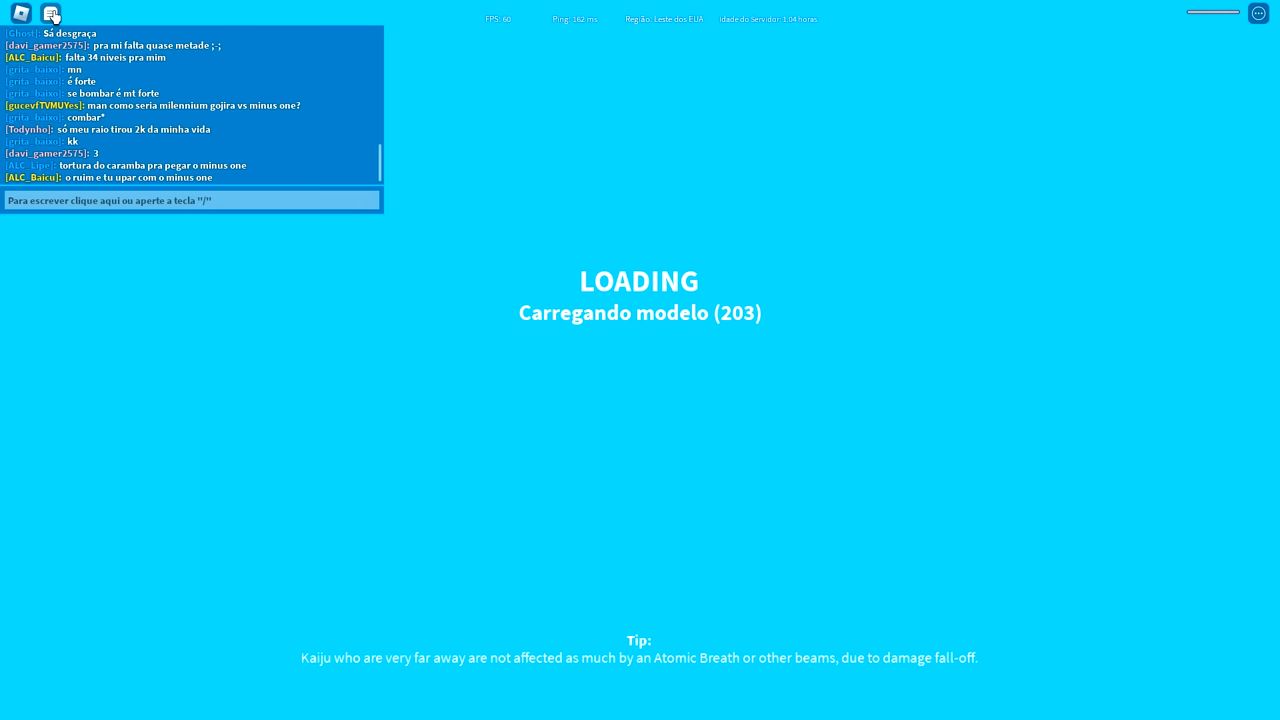 FPS: 60 Ping: 162 ms Região: Leste dos EUA Idade do Servidor: 1.04 horas
[Ghost]: Sá desgraça
[davi_gamer2575]: pra mi falta quase metade ;-;
[ALC_Baicu]: falta 34 niveis pra mim
[grita_baixo]: mn
[grita_baixo]: é forte
[grita_baixo]: se bombar é mt forte
[gucevfTVMUYes]: man como seria milennium gojira vs minus one?
[grita_baixo]: combar*
[Todynho]: só meu raio tirou 2k da minha vida
[grita_baixo]: kk
[davi_gamer2575]: 3
[ALC_Lipe]: tortura do caramba pra pegar o minus one
[ALC_Baicu]: o ruim e tu upar com o minus one
Para escrever clique aqui ou aperte a tecla "/"
LOADING
Carregando modelo (203)
Tip:
Kaiju who are very far away are not affected as much by an Atomic Breath or other beams, due to damage fall-off.